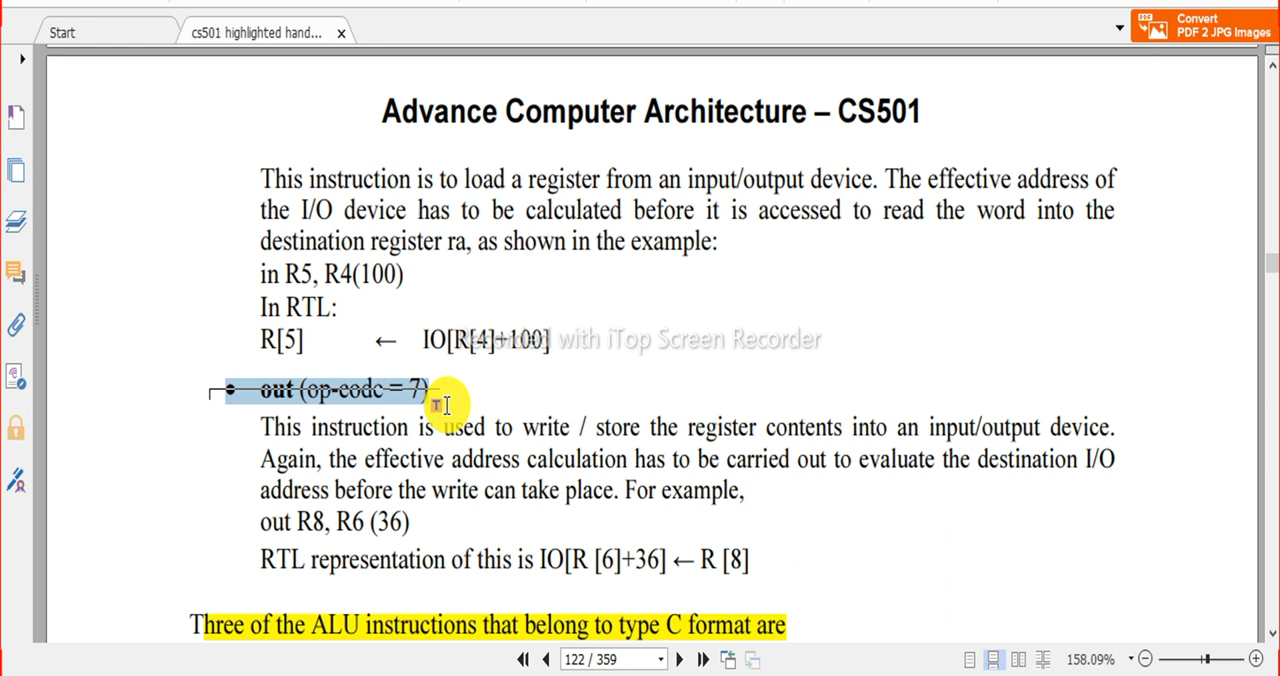 Start
cs501 highlighted hand... x
Convert
PDF 2 JPG Images
Advance Computer Architecture – CS501
This instruction is to load a register from an input/output device. The effective address of
the I/O device has to be calculated before it is accessed to read the word into the
destination register ra, as shown in the example:
in R5, R4(100)
In RTL:
R[5] ← IO[R[4]+100]
recorded with iTop Screen Recorder
• out (op-code = 7)
This instruction is used to write / store the register contents into an input/output device.
Again, the effective address calculation has to be carried out to evaluate the destination I/O
address before the write can take place. For example,
out R8, R6 (36)
RTL representation of this is IO[R [6]+36] ← R [8]
Three of the ALU instructions that belong to type C format are
122 / 359
158.09%